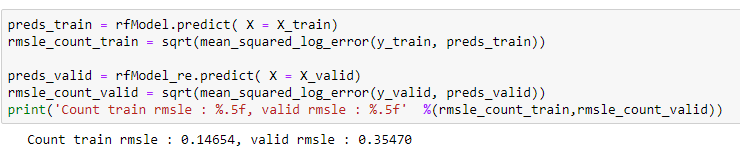 preds_train = rfModel.predict( X = X_train)
rmsle_count_train = sqrt(mean_squared_log_error(y_train, preds_train))
preds_valid = rfModel_re.predict( X = X_valid)
rmsle_count_valid = sqrt(mean_squared_log_error(y_valid, preds_valid))
print('Count train rmsle : %.5f, valid rmsle : %.5f'  %(rmsle_count_train,rmsle_count_valid))
Count train rmsle : 0.14654, valid rmsle : 0.35470